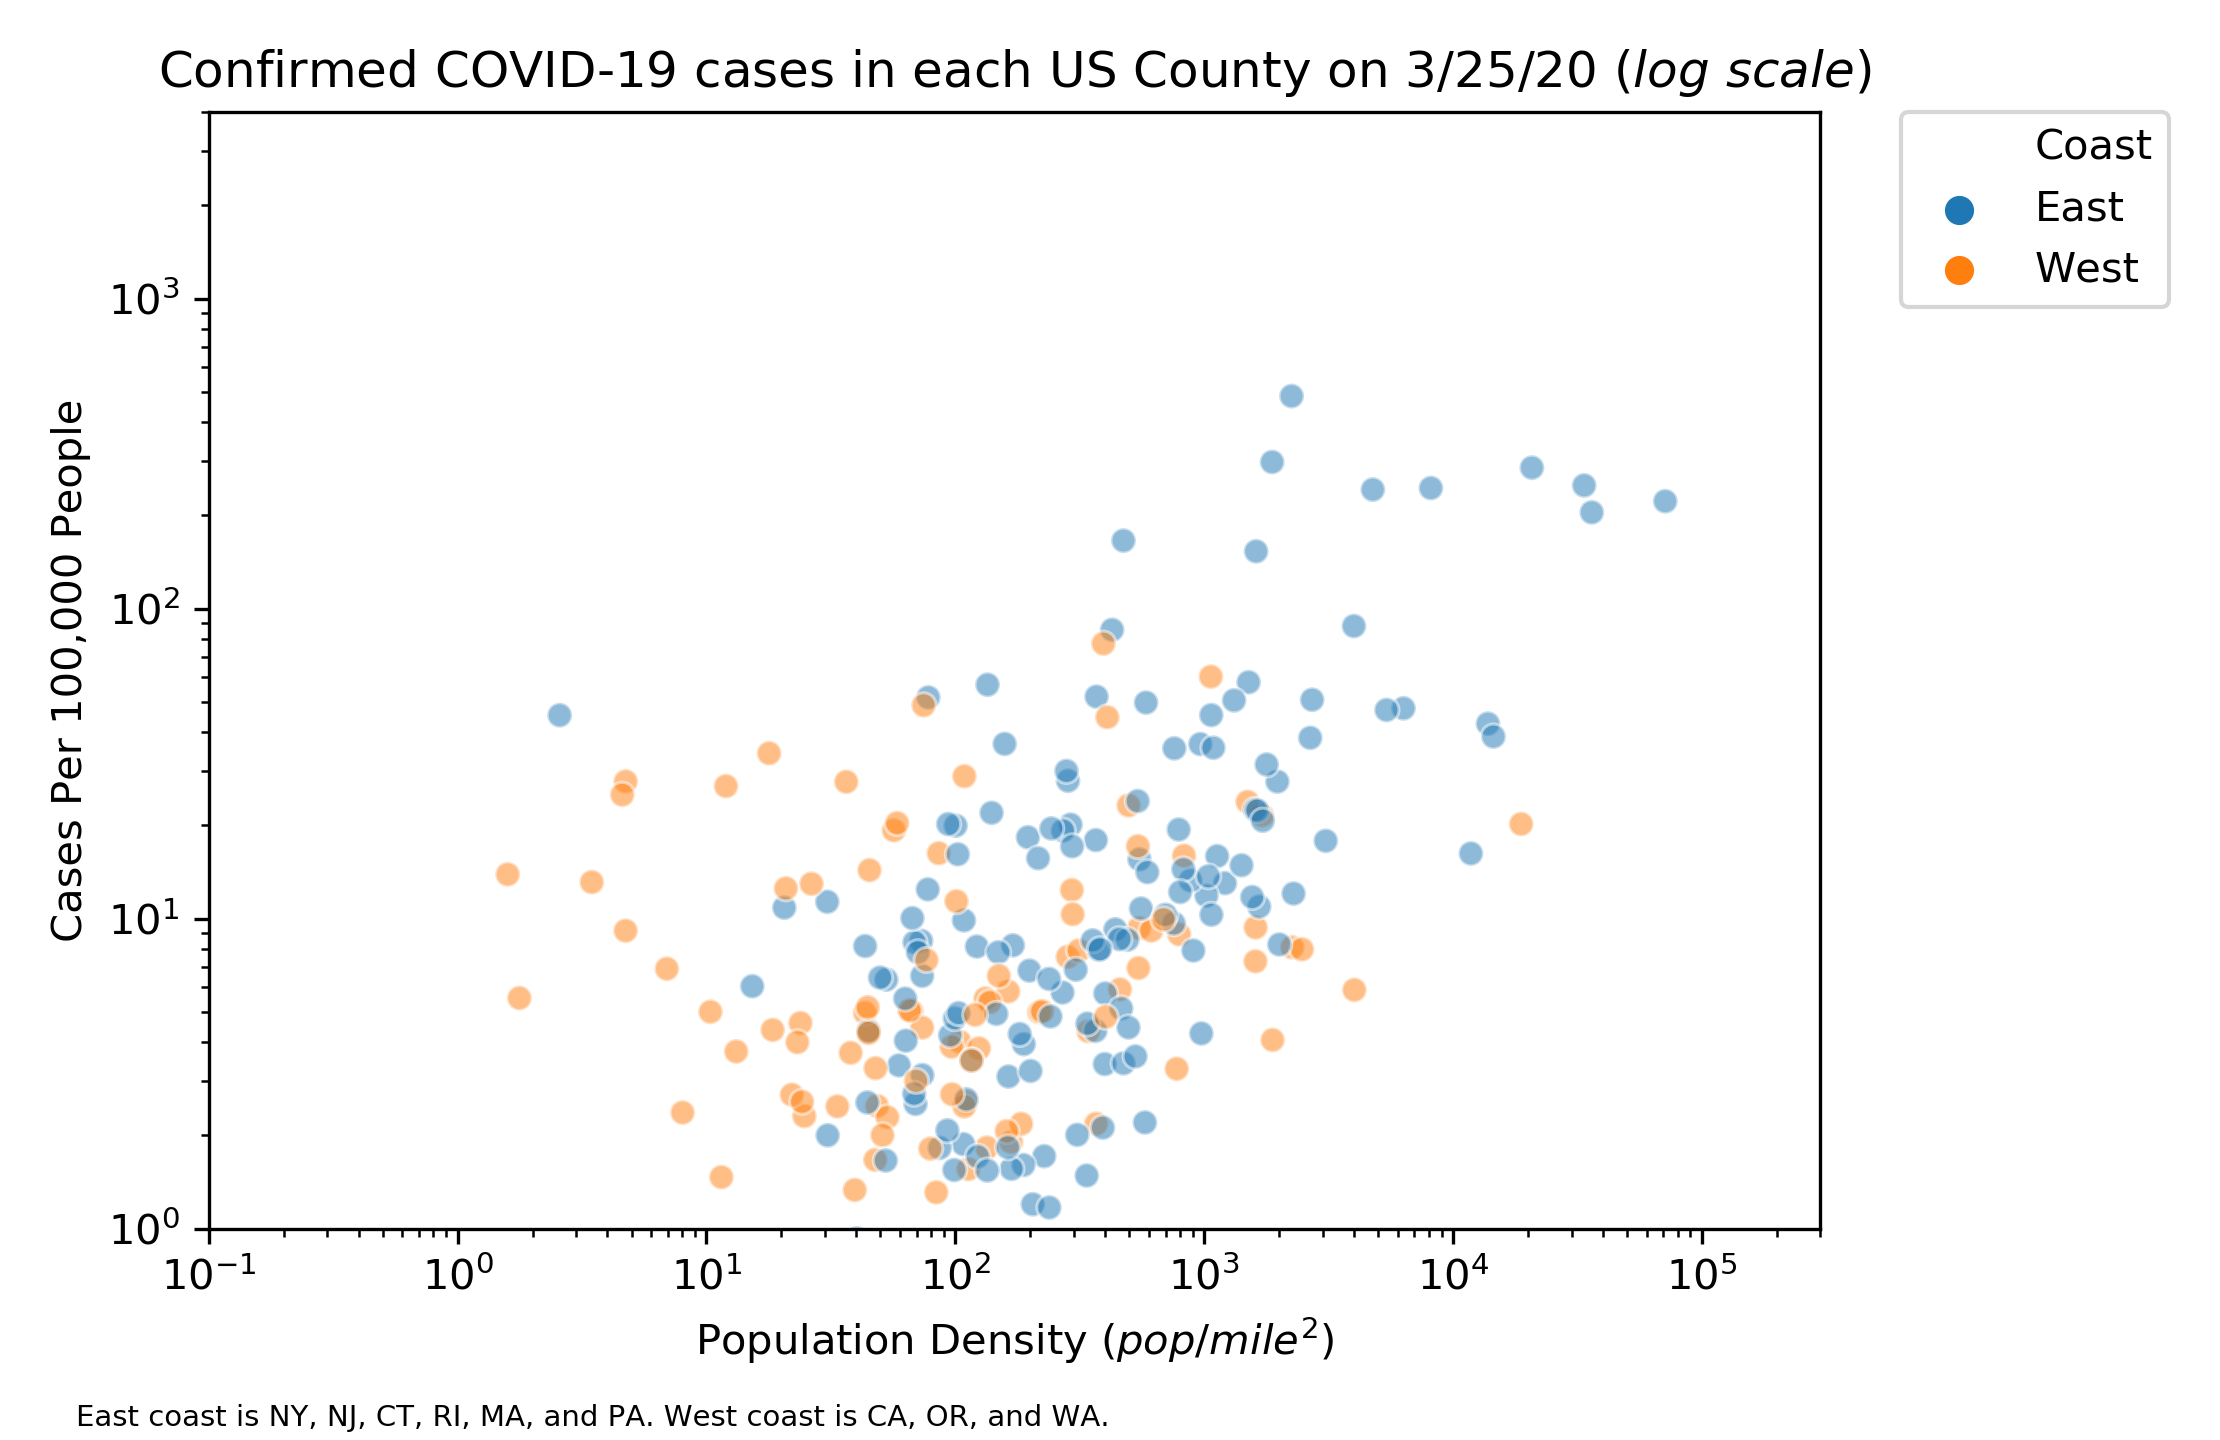 Confirmed COVID-19 cases in each US County on 3/25/20 (log scale)
Coast
East
West
10³
10²
10¹
10⁰
Cases Per 100,000 People
10⁻¹ 10⁰ 10¹ 10² 10³ 10⁴ 10⁵
Population Density (pop/mile²)
East coast is NY, NJ, CT, RI, MA, and PA. West coast is CA, OR, and WA.